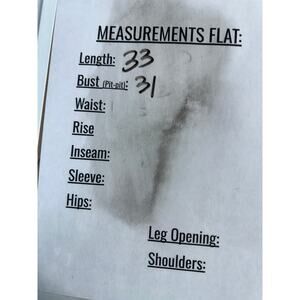 MEASUREMENTS FLAT:
Length: 33
Bust (Pit-pit): 31
Waist:
Rise
Inseam:
Sleeve:
Hips:
Leg Opening:
Shoulders: